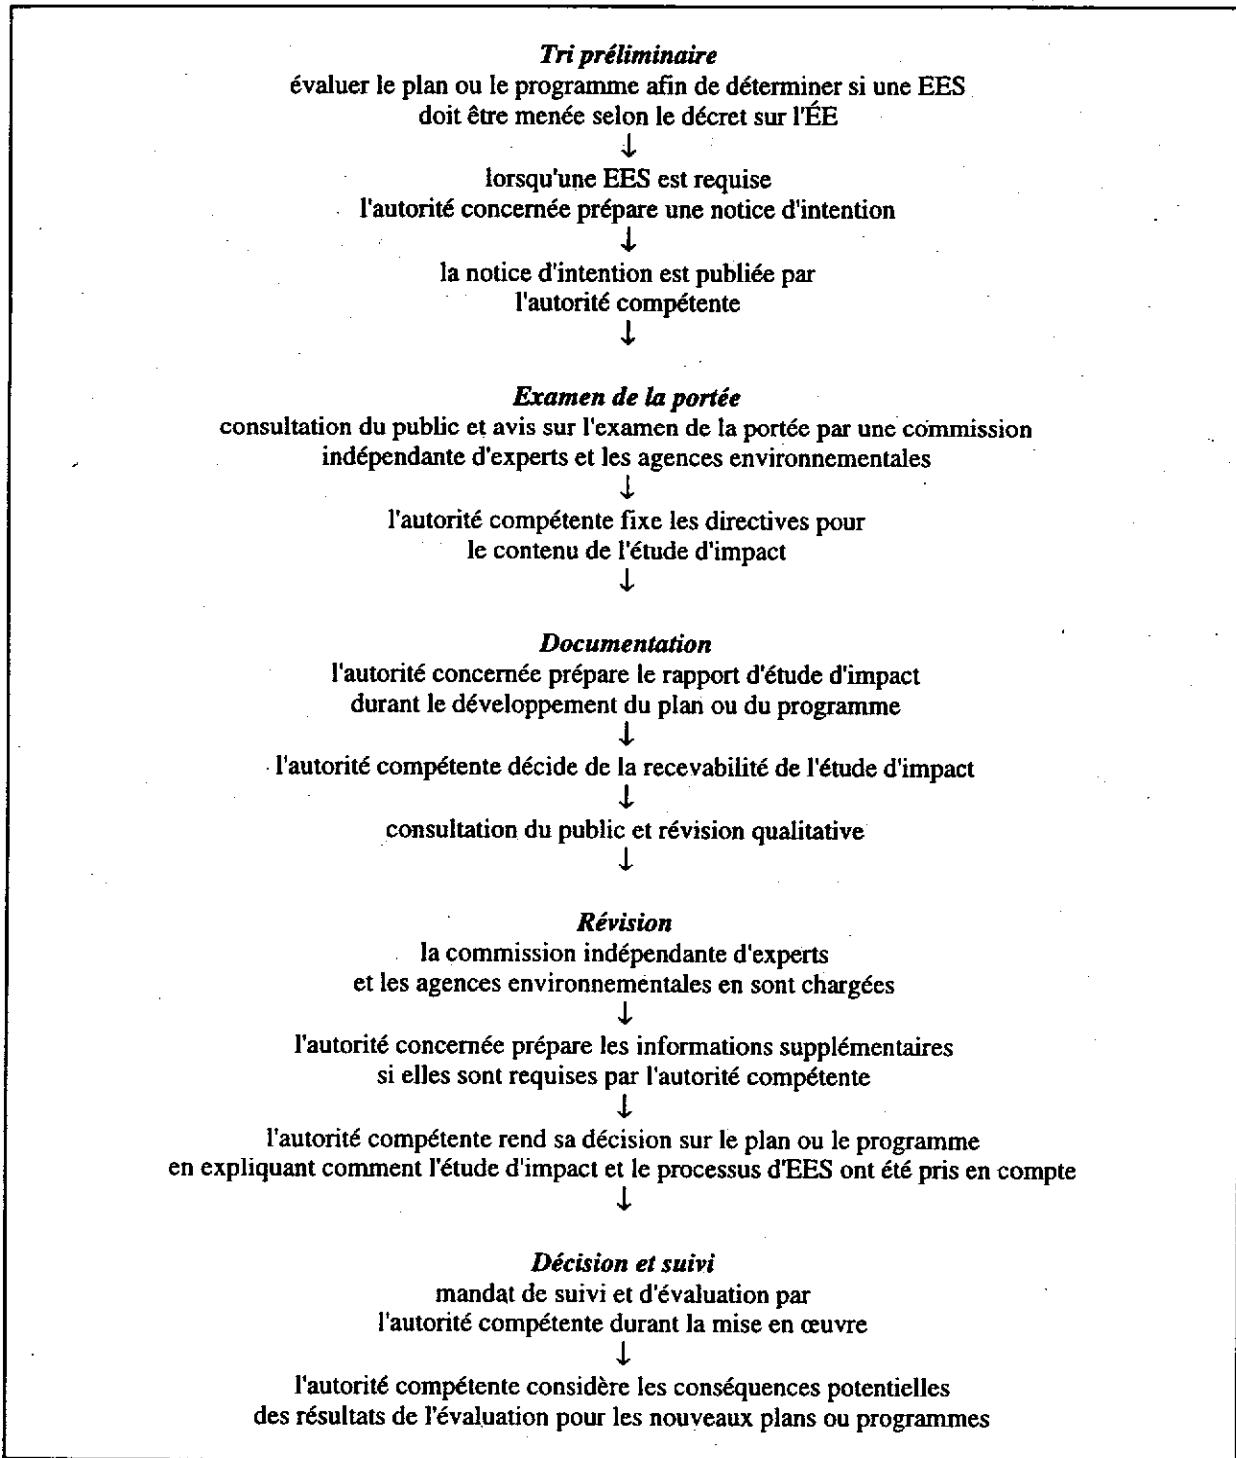 Tri préliminaire
évaluer le plan ou le programme afin de déterminer si une EES
doit être menée selon le décret sur l'ÉE
↓
lorsqu'une EES est requise
l'autorité concernée prépare une notice d'intention
↓
la notice d'intention est publiée par
l'autorité compétente
↓
Examen de la portée
consultation du public et avis sur l'examen de la portée par une commission
indépendante d'experts et les agences environnementales
↓
l'autorité compétente fixe les directives pour
le contenu de l'étude d'impact
↓
Documentation
l'autorité concernée prépare le rapport d'étude d'impact
durant le développement du plan ou du programme
↓
l'autorité compétente décide de la recevabilité de l'étude d'impact
↓
consultation du public et révision qualitative
↓
Révision
la commission indépendante d'experts
et les agences environnementales en sont chargées
↓
l'autorité concernée prépare les informations supplémentaires
si elles sont requises par l'autorité compétente
↓
l'autorité compétente rend sa décision sur le plan ou le programme
en expliquant comment l'étude d'impact et le processus d'EES ont été pris en compte
↓
Décision et suivi
mandat de suivi et d'évaluation par
l'autorité compétente durant la mise en œuvre
↓
l'autorité compétente considère les conséquences potentielles
des résultats de l'évaluation pour les nouveaux plans ou programmes